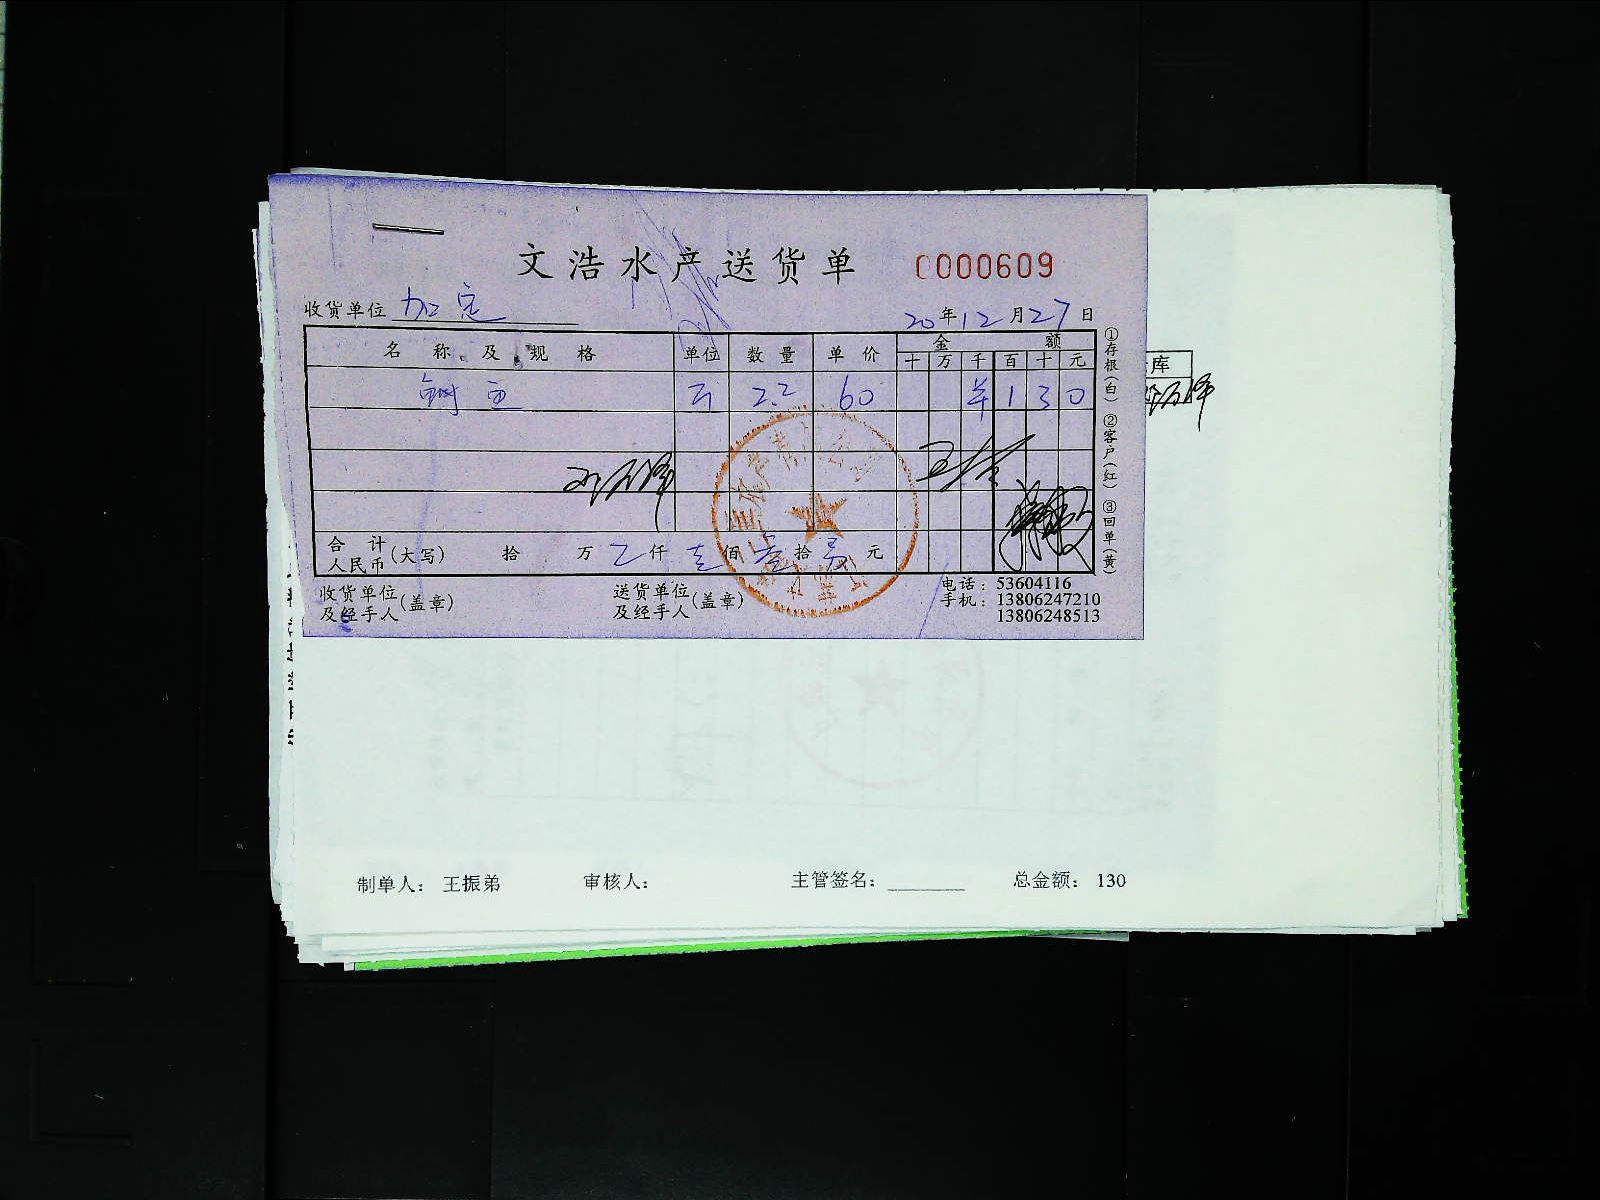 文浩水产送货单 0000609
收货单位 加定 20年12月27日
名称及规格 单位 数量 单价 金额
十 万 千 百 十 元
2.2 60 ¥ 1 3 0
合计人民币(大写) 拾 万 仟 壹佰 叁拾 元
收货单位及经手人(盖章) 送货单位及经手人(盖章) 电话:53604116
手机:13806247210
13806248513
①存根(白) ②客户(红) ③回单(黄)
库
制单人: 王振弟 审核人: 主管签名: 总金额: 130